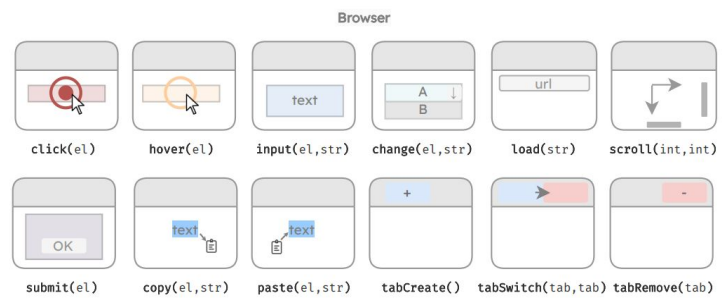 Browser
text
A
B
url
click(el)
hover(el)
input(el,str)
change(el,str)
load(str)
scroll(int,int)
OK
text
text
+
-
submit(el)
copy(el,str)
paste(el,str)
tabCreate()
tabSwitch(tab,tab)
tabRemove(tab)